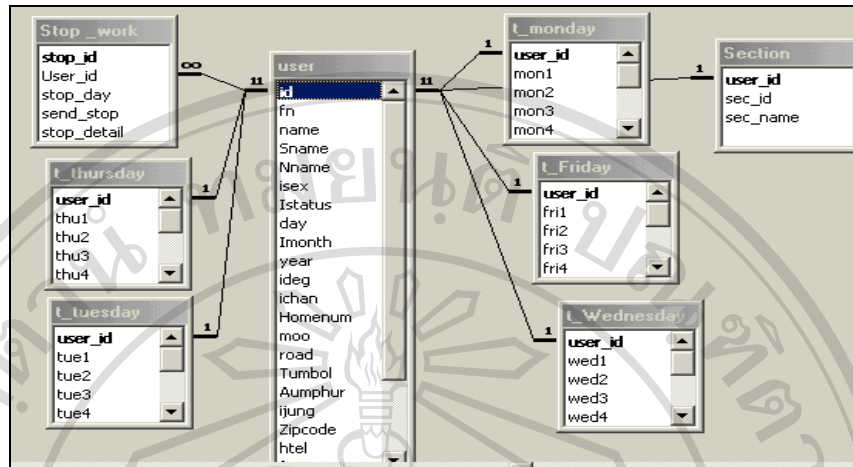 Stop _work
stop_id
User_id
stop_day
send_stop
stop_detail
∞
t_thursday
user_id
thu1
thu2
thu3
thu4
1
t_tuesday
user_id
tue1
tue2
tue3
tue4
1
11
user
id
fn
name
Sname
Nname
isex
Istatus
day
Imonth
year
ideg
ichan
Homenum
moo
road
Tumbol
Aumphur
ijung
Zipcode
htel
11
1
t_monday
user_id
mon1
mon2
mon3
mon4
1
Section
user_id
sec_id
sec_name
1
t_Friday
user_id
fri1
fri2
fri3
fri4
1
t_Wednesday
user_id
wed1
wed2
wed3
wed4